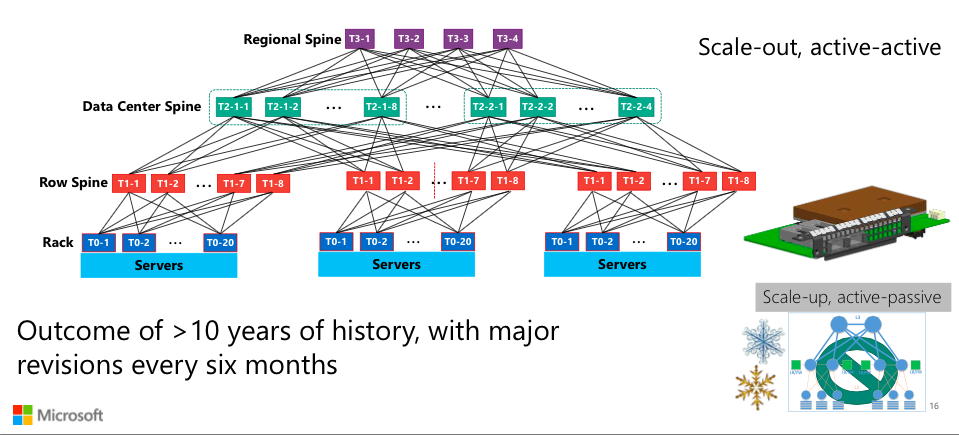 Regional Spine T3-1 T3-2 T3-3 T3-4
Scale-out, active-active
Data Center Spine T2-1-1 T2-1-2 ... T2-1-8 ... T2-2-1 T2-2-2 ... T2-2-4
Row Spine T1-1 T1-2 ... T1-7 T1-8 T1-1 T1-2 ... T1-7 T1-8 T1-1 T1-2 ... T1-7 T1-8
Rack T0-1 T0-2 ... T0-20 T0-1 T0-2 ... T0-20 T0-1 T0-2 ... T0-20
Servers Servers Servers
Scale-up, active-passive
L3
Outcome of >10 years of history, with major
revisions every six months
Microsoft
16